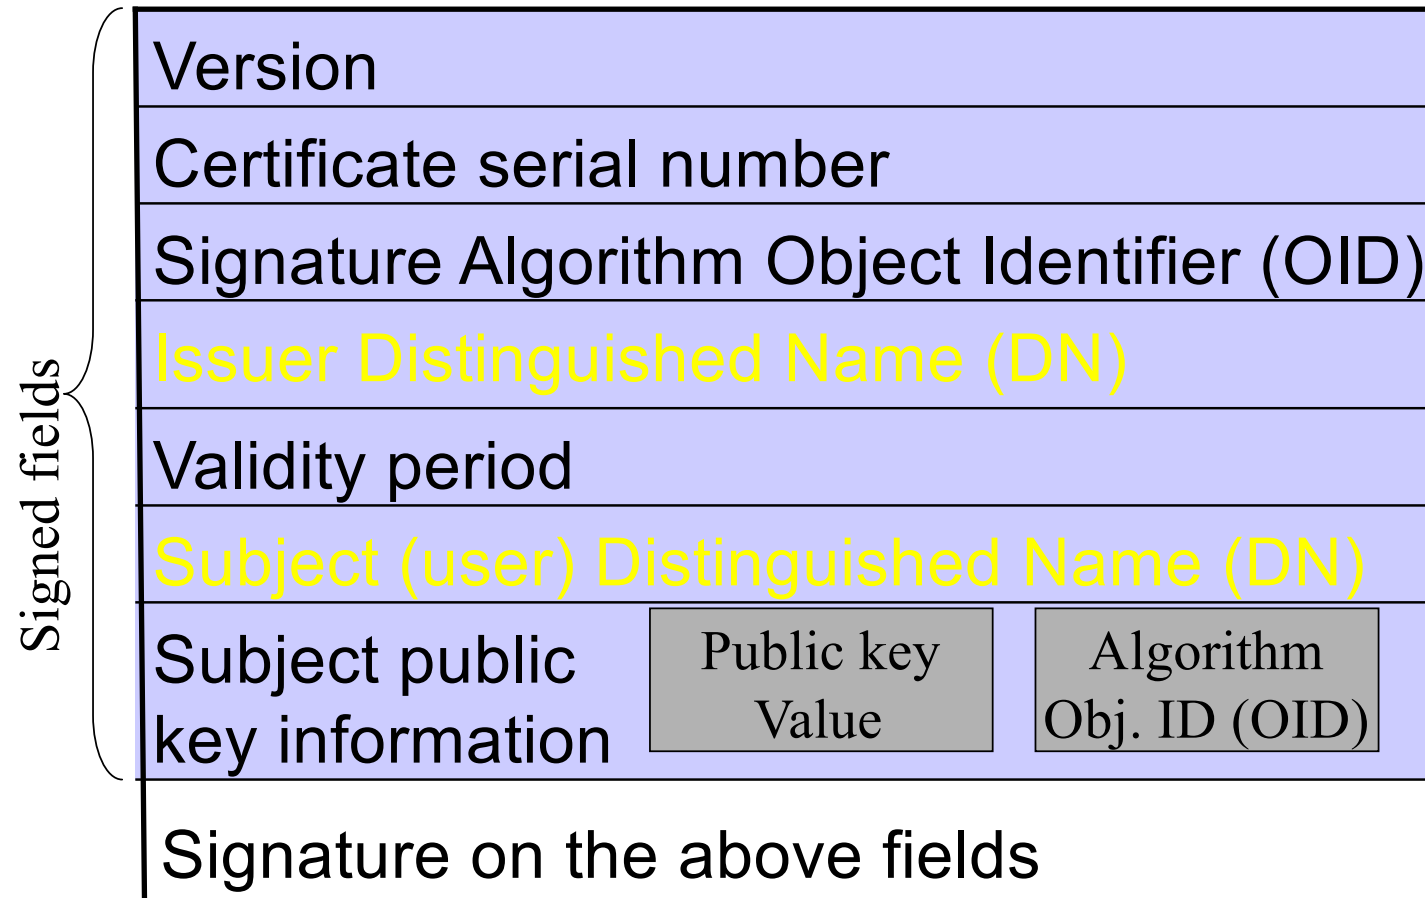 Version
Certificate serial number
Signature Algorithm Object Identifier (OID)
Issuer Distinguished Name (DN)
Validity period
Subject (user) Distinguished Name (DN)
Subject public
key information
Public key
Value
Algorithm
Obj. ID (OID)
Signature on the above fields
Signed fields